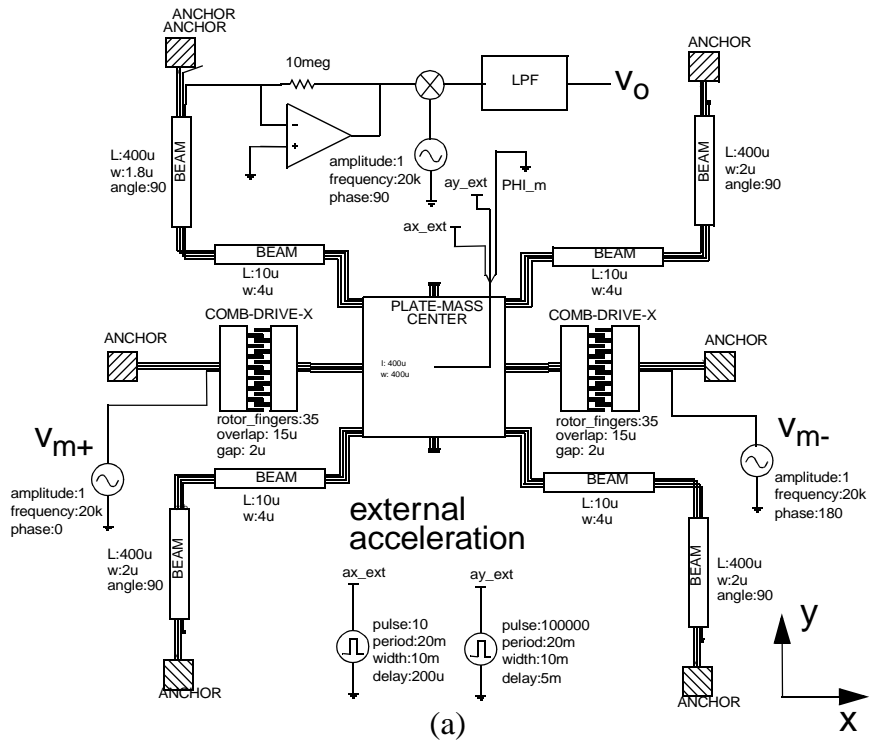 ANCHOR
ANCHOR
ANCHOR
10meg
LPF
Vo
BEAM
L:400u
w:1.8u
angle:90
amplitude:1
frequency:20k
phase:90
ay_ext
PHI_m
ax_ext
BEAM
L:400u
w:2u
angle:90
BEAM
L:10u
w:4u
BEAM
L:10u
w:4u
PLATE-MASS
CENTER
l: 400u
w: 400u
COMB-DRIVE-X
COMB-DRIVE-X
ANCHOR
ANCHOR
rotor_fingers:35
overlap: 15u
gap: 2u
rotor_fingers:35
overlap: 15u
gap: 2u
Vm+
Vm-
amplitude:1
frequency:20k
phase:0
amplitude:1
frequency:20k
phase:180
BEAM
L:10u
w:4u
BEAM
L:10u
w:4u
external
acceleration
L:400u
w:2u
angle:90
BEAM
BEAM
L:400u
w:2u
angle:90
ax_ext
ay_ext
pulse:10
period:20m
width:10m
delay:200u
pulse:100000
period:20m
width:10m
delay:5m
y
x
ANCHOR
ANCHOR
(a)